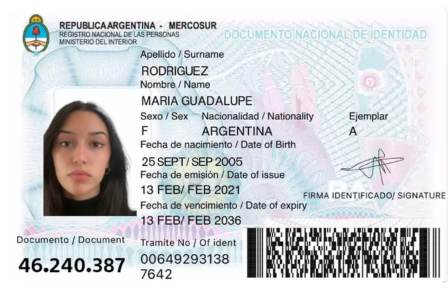 REPUBLICA ARGENTINA - MERCOSUR
REGISTRO NACIONAL DE LAS PERSONAS
MINISTERIO DEL INTERIOR
DOCUMENTO NACIONAL DE IDENTIDAD
Apellido / Surname
RODRIGUEZ
Nombre / Name
MARIA GUADALUPE
Sexo / Sex Nacionalidad / Nationality Ejemplar
F ARGENTINA A
Fecha de nacimiento / Date of Birth
25 SEPT/ SEP 2005
Fecha de emisión / Date of issue
13 FEB/ FEB 2021
FIRMA IDENTIFICADO/ SIGNATURE
Fecha de vencimiento / Date of expiry
13 FEB/ FEB 2036
Documento / Document
46.240.387
Tramite No / Of ident
00649293138
7642